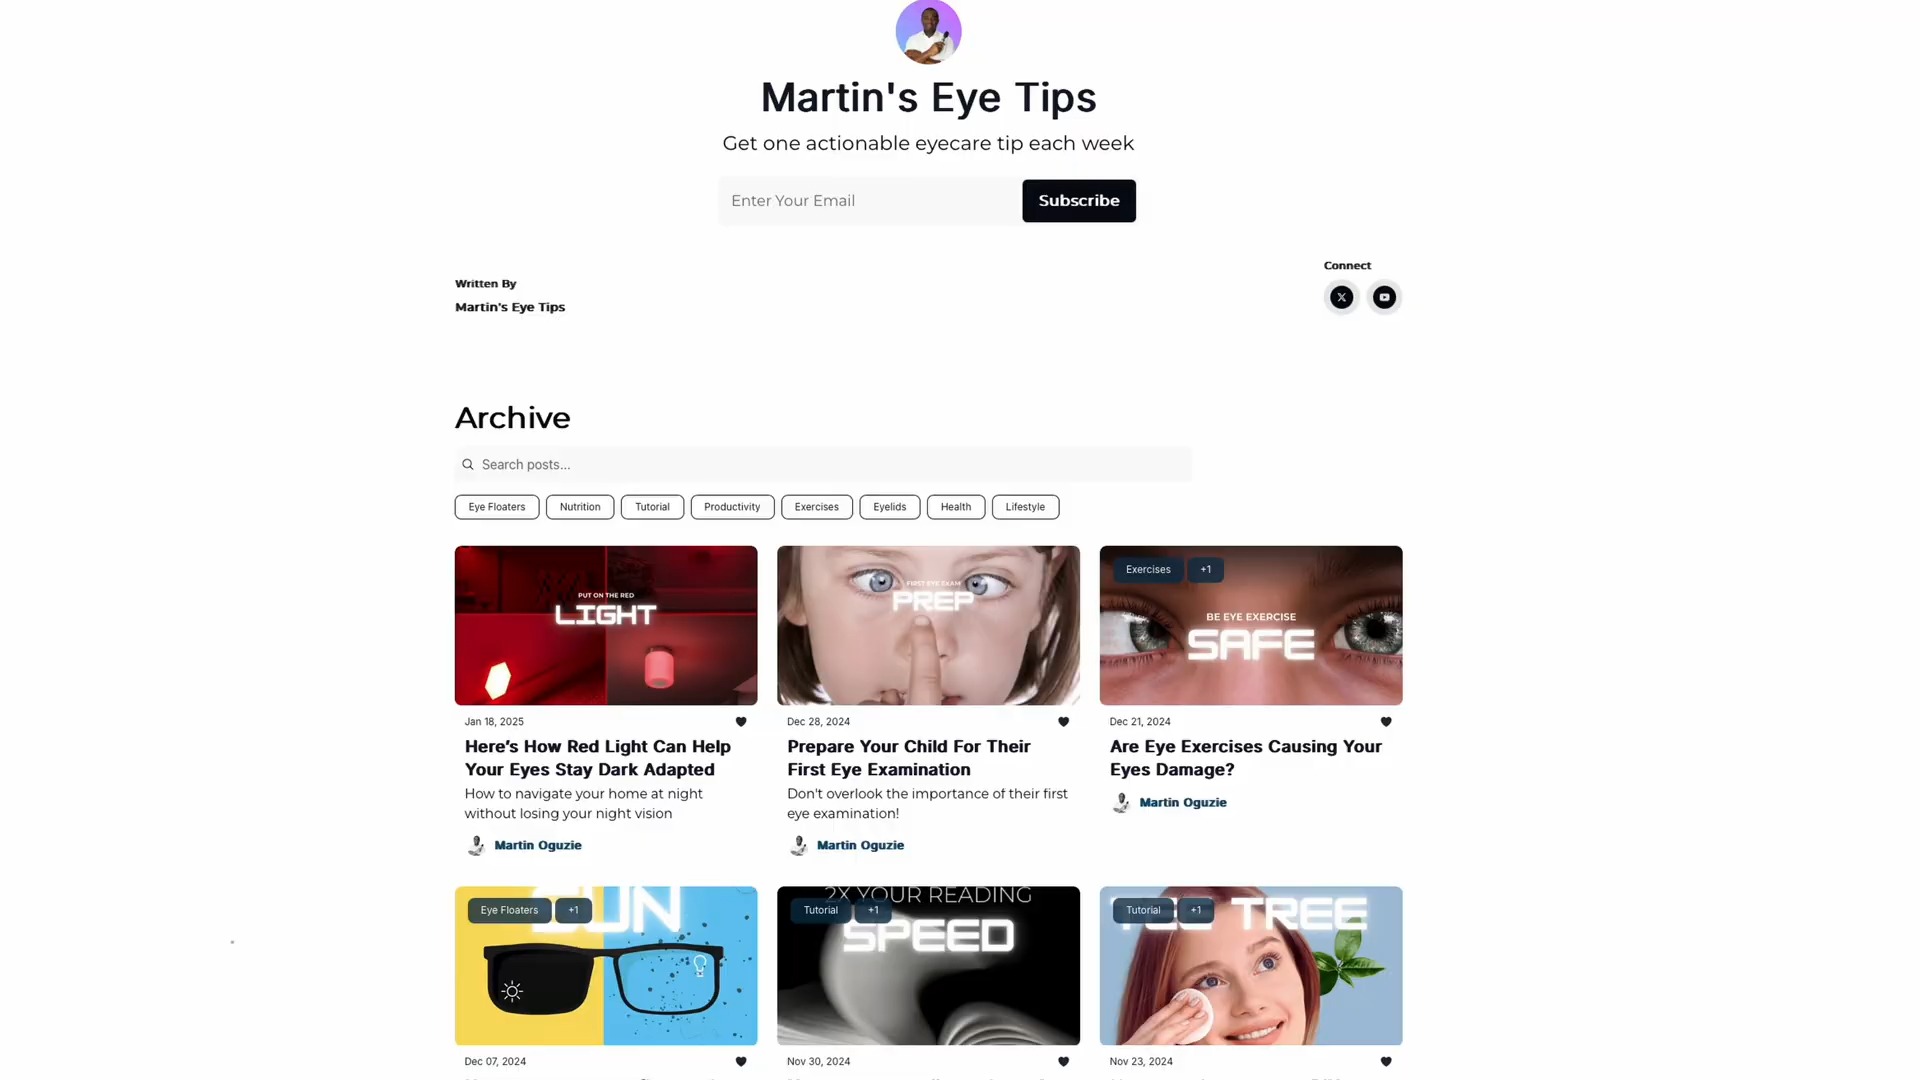 Martin's Eye Tips
Get one actionable eyecare tip each week
Enter Your Email
Subscribe
Connect
Written By
Martin's Eye Tips
Archive
Search posts...
Eye Floaters
Nutrition
Tutorial
Productivity
Exercises
Eyelids
Health
Lifestyle
PUT ON THE RED
LIGHT
Jan 18, 2025
Here's How Red Light Can Help
Your Eyes Stay Dark Adapted
How to navigate your home at night
without losing your night vision
Martin Oguzie
FIRST EYE EXAM
PREP
Dec 28, 2024
Prepare Your Child For Their
First Eye Examination
Don't overlook the importance of their first
eye examination!
Martin Oguzie
Exercises
+1
BE EYE EXERCISE
SAFE
Dec 21, 2024
Are Eye Exercises Causing Your
Eyes Damage?
Martin Oguzie
Eye Floaters
+1
SUN
Dec 07, 2024
Tutorial
+1
2X YOUR READING
SPEED
Nov 30, 2024
Tutorial
+1
TREE
Nov 23, 2024